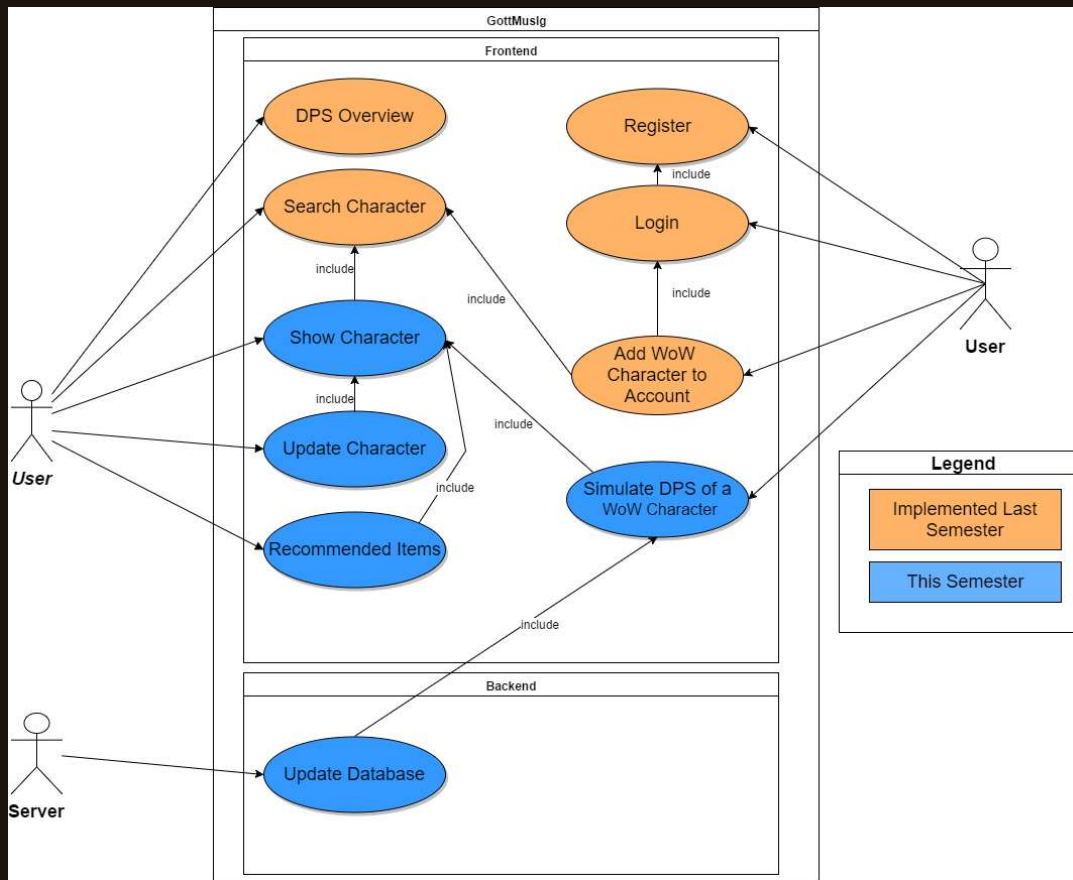 GottMusIg
Frontend
DPS Overview
Register
include
Search Character
Login
include
include
include
Show Character
Add WoW
Character to
Account
User
include
include
Update Character
User
include
Simulate DPS of a
WoW Character
Recommended Items
Legend
Implemented Last
Semester
This Semester
include
Backend
Update Database
Server